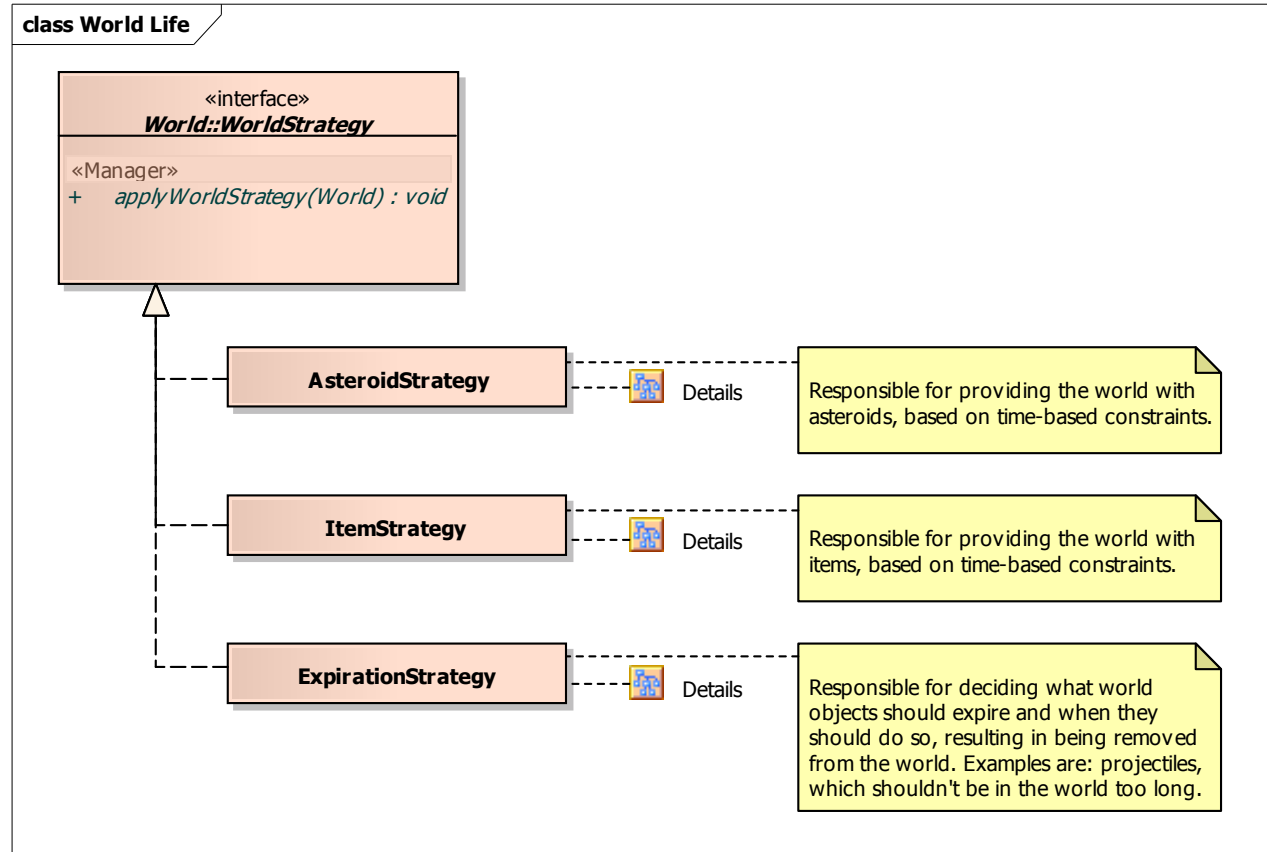 class World Life
«interface»
World::WorldStrategy
«Manager»
+ applyWorldStrategy(World) : void
AsteroidStrategy
Details
Responsible for providing the world with
asteroids, based on time-based constraints.
ItemStrategy
Details
Responsible for providing the world with
items, based on time-based constraints.
ExpirationStrategy
Details
Responsible for deciding what world
objects should expire and when they
should do so, resulting in being removed
from the world. Examples are: projectiles,
which shouldn't be in the world too long.